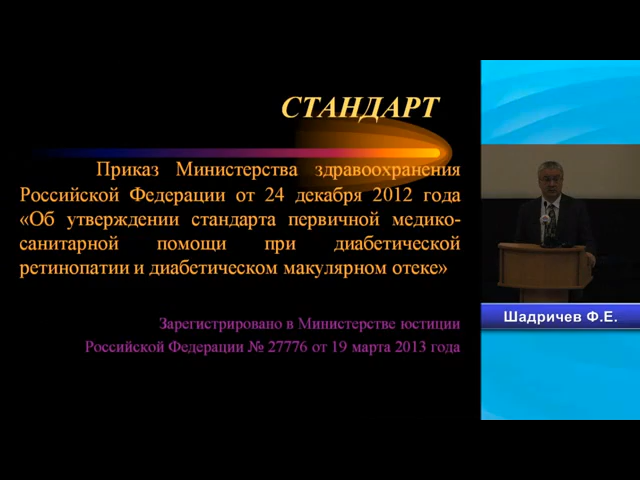 СТАНДАРТ
Приказ Министерства здравоохранения
Российской Федерации от 24 декабря 2012 года
«Об утверждении стандарта первичной медико-
санитарной помощи при диабетической
ретинопатии и диабетическом макулярном отеке»
Зарегистрировано в Министерстве юстиции
Российской Федерации № 27776 от 19 марта 2013 года
Шадричев Ф.Е.